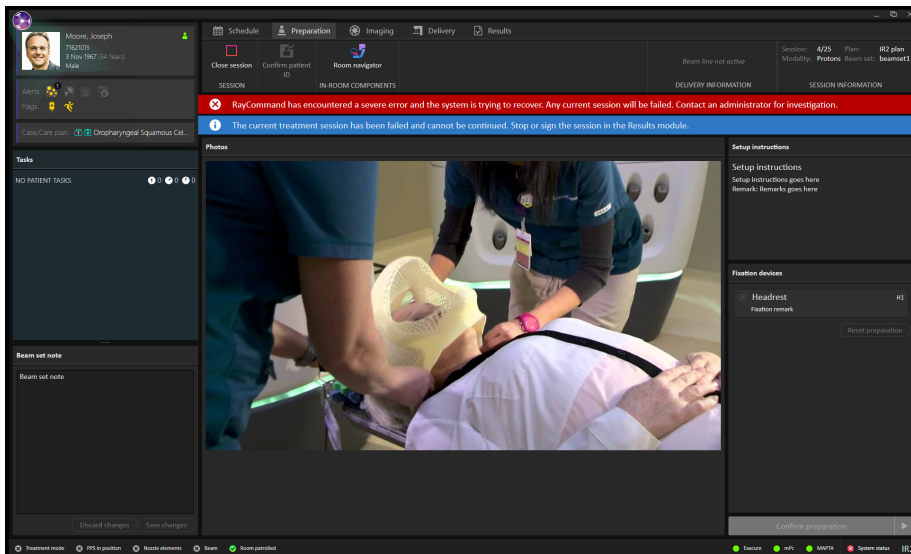 Moore, Joseph
71621015
3 Nov 1967 (54 Years)
Male
Alerts:
Flags:
Case/Care plan: Oropharyngeal Squamous Cel...
Schedule Preparation Imaging Delivery Results
Close session
Confirm patient ID
Room navigator
SESSION
IN-ROOM COMPONENTS
Beam line not active
DELIVERY INFORMATION
Session: 4/25 Plan: IR2 plan
Modality: Protons Beam set: beamset1
SESSION INFORMATION
RayCommand has encountered a severe error and the system is trying to recover. Any current session will be failed. Contact an administrator for investigation.
The current treatment session has been failed and cannot be continued. Stop or sign the session in the Results module.
Tasks
NO PATIENT TASKS 0 0 0
Beam set note
Beam set note
Discard changes Save changes
Photos
Setup instructions
Setup instructions
Setup instructions goes here
Remark: Remarks goes here
Fixation devices
Headrest H1
Fixation remark
Reset preparation
Confirm preparation
Treatment mode PPS in position Nozzle elements Beam Room patrolled
Exacure mPc MAPTA System status